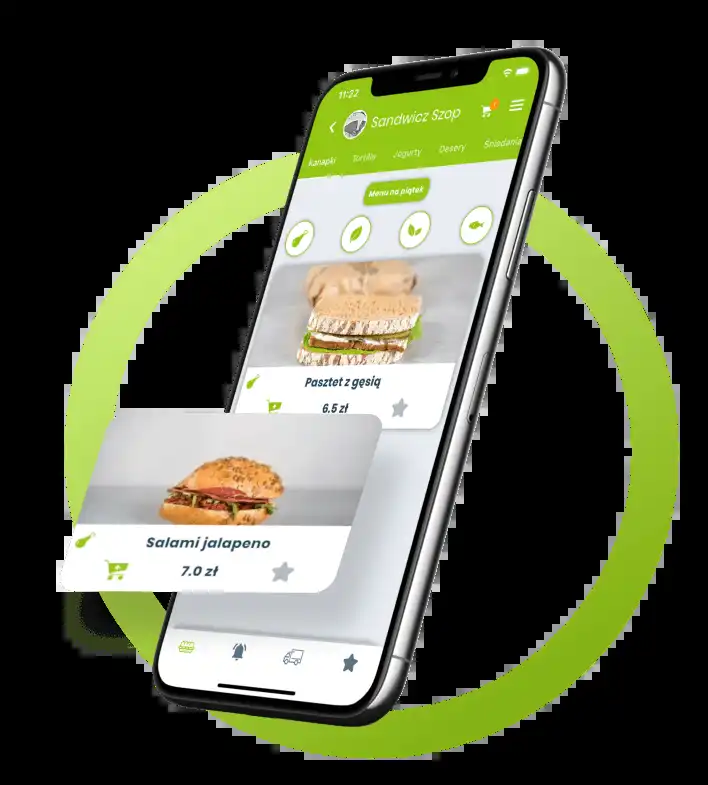 11:22
Sandwicz Szop
kanapki Tortilla Jogurty Desery Śniadania
Menu na piątek
Pasztet z gęsią
6.5 zł
Salami jalapeno
7.0 zł